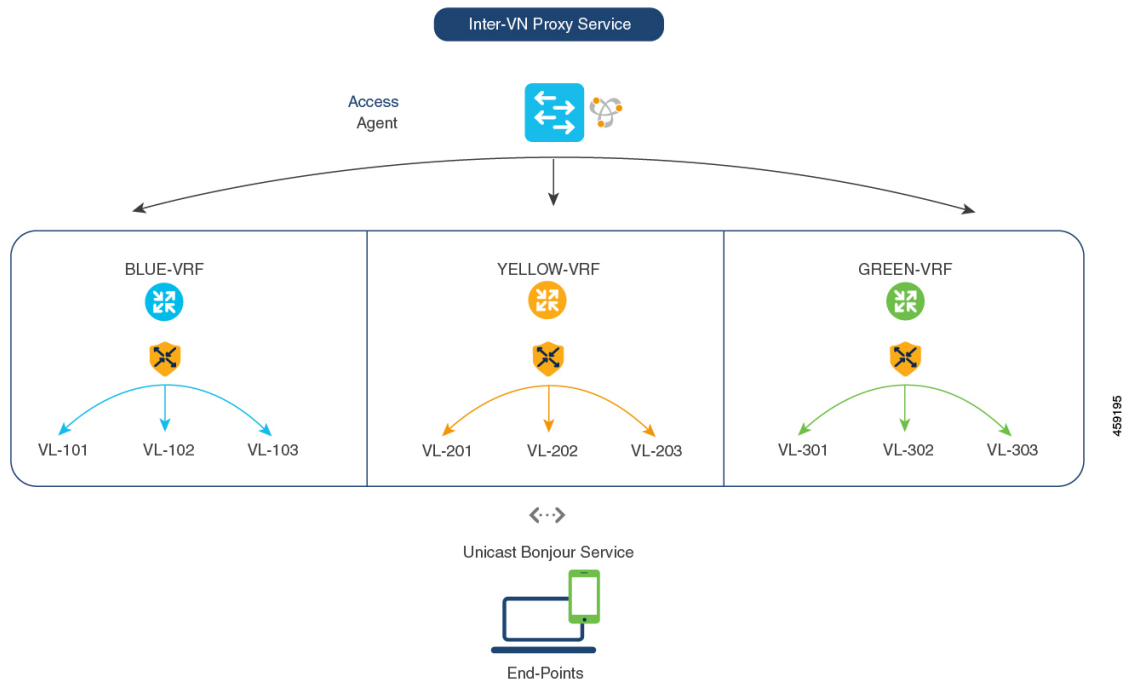 Inter-VN Proxy Service
Access
Agent
BLUE-VRF
YELLOW-VRF
GREEN-VRF
VL-101
VL-102
VL-103
VL-201
VL-202
VL-203
VL-301
VL-302
VL-303
459195
Unicast Bonjour Service
End-Points